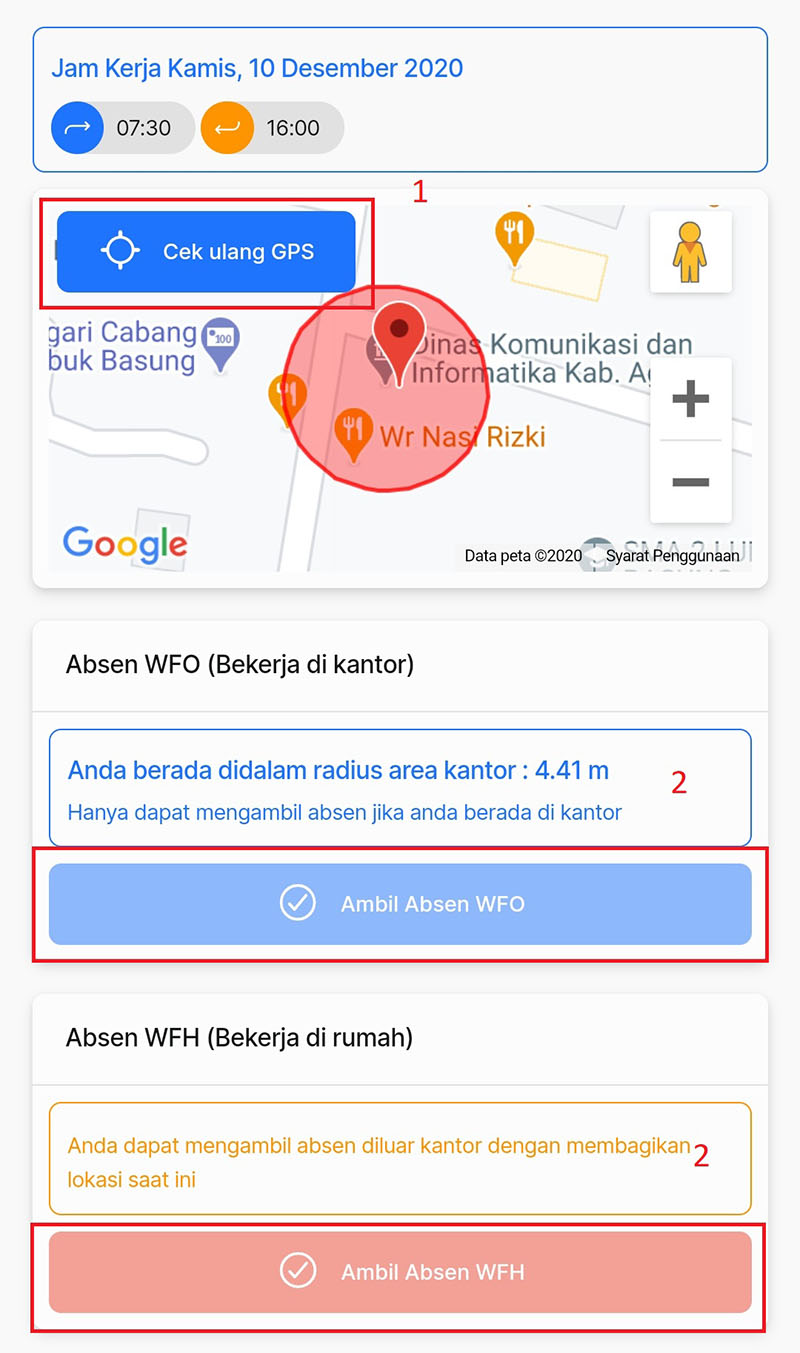 Jam Kerja Kamis, 10 Desember 2020
07:30 16:00
1
Cek ulang GPS
gari Cabang
buk Basung
100
Dinas Komunikasi dan
Informatika Kab. Ag
Wr Nasi Rizki
Google
SMA 2 LU
Data peta ©2020 Syarat Penggunaan
Absen WFO (Bekerja di kantor)
Anda berada didalam radius area kantor : 4.41 m
2
Hanya dapat mengambil absen jika anda berada di kantor
Ambil Absen WFO
Absen WFH (Bekerja di rumah)
Anda dapat mengambil absen diluar kantor dengan membagikan
2
lokasi saat ini
Ambil Absen WFH